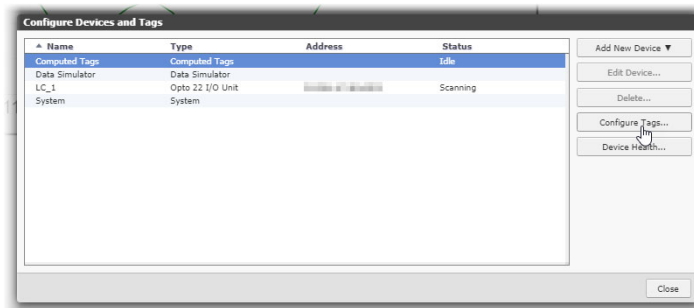 Configure Devices and Tags
▲ Name Type Address Status
Computed Tags Computed Tags Idle
Data Simulator Data Simulator
LC_1 Opto 22 I/O Unit Scanning
System System
Add New Device ▼
Edit Device...
Delete...
Configure Tags...
Device Health...
Close